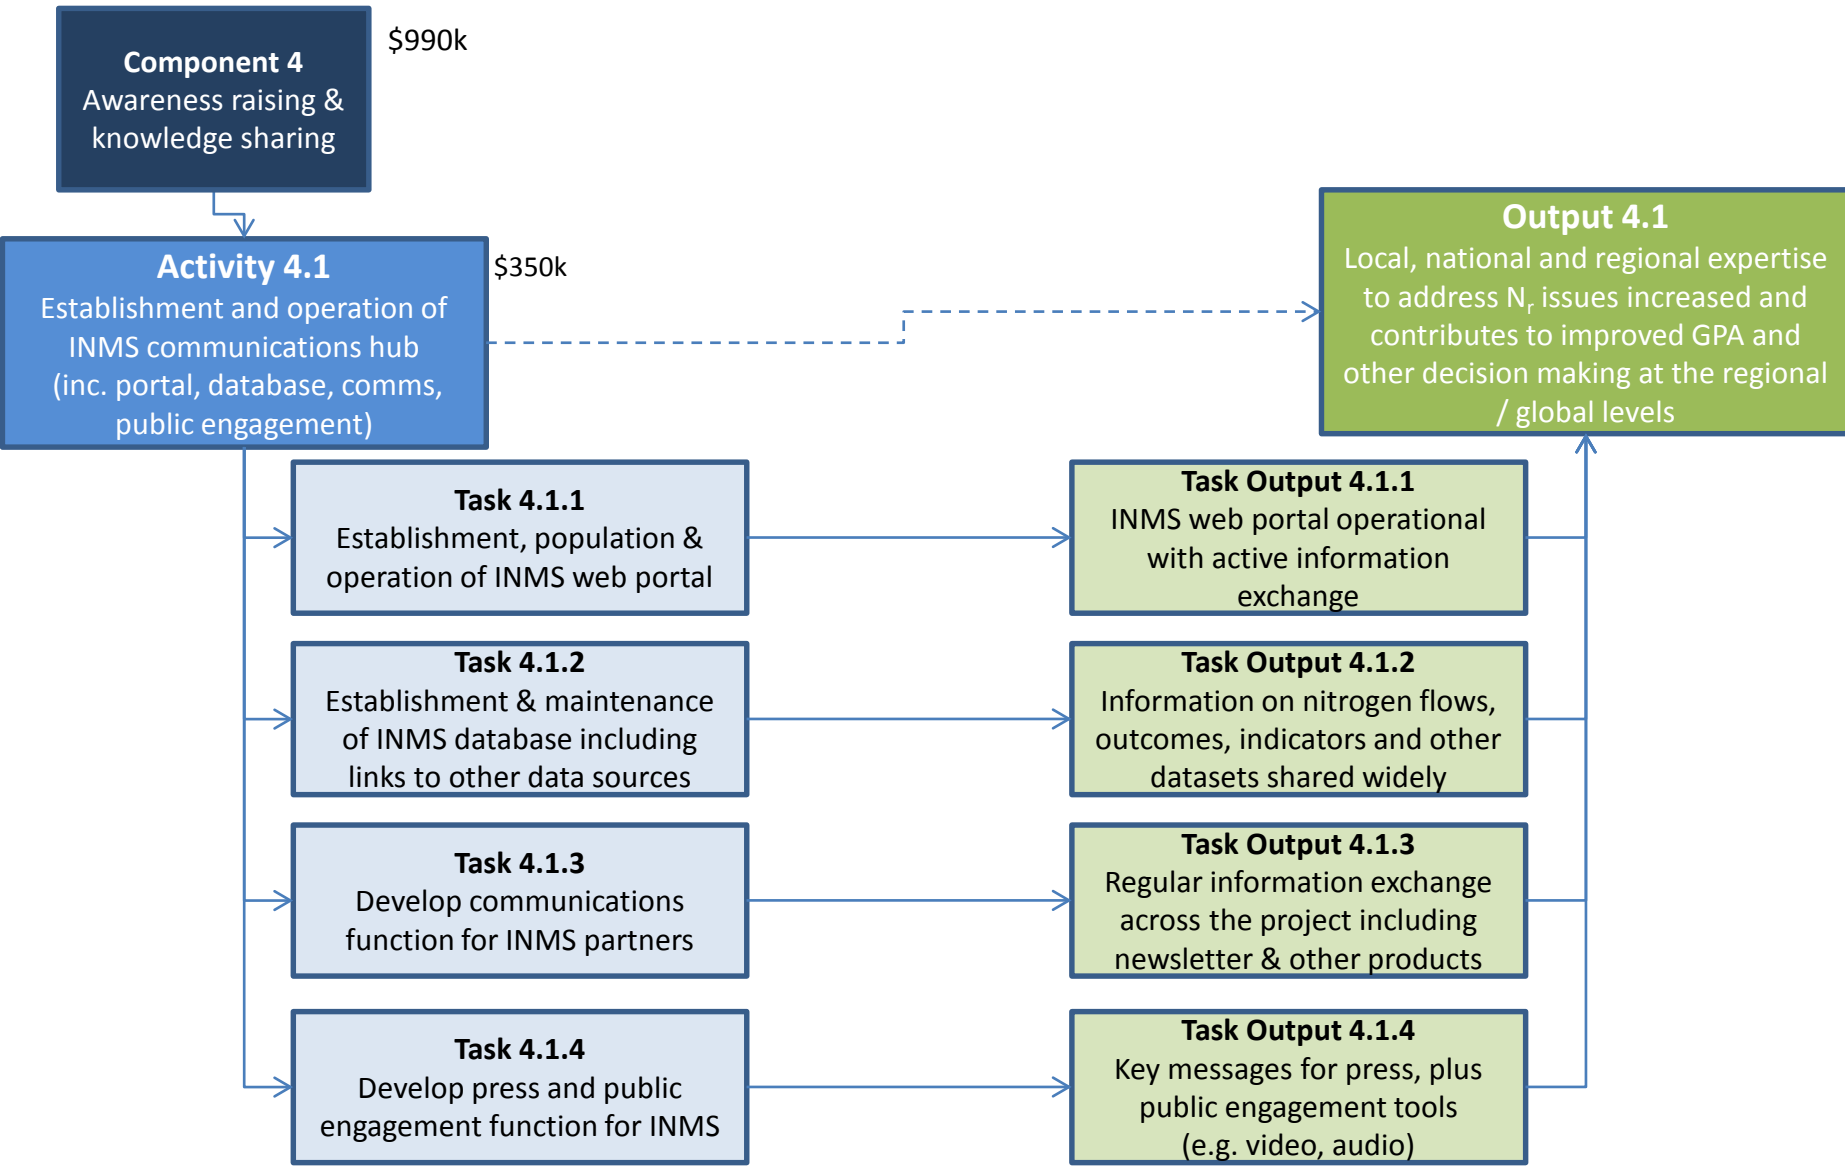 Component 4
Awareness raising &
knowledge sharing
$990k
Activity 4.1
Establishment and operation of
INMS communications hub
(inc. portal, database, comms,
public engagement)
$350k
Output 4.1
Local, national and regional expertise
to address Nr issues increased and
contributes to improved GPA and
other decision making at the regional
/ global levels
Task 4.1.1
Establishment, population &
operation of INMS web portal
Task Output 4.1.1
INMS web portal operational
with active information
exchange
Task 4.1.2
Establishment & maintenance
of INMS database including
links to other data sources
Task Output 4.1.2
Information on nitrogen flows,
outcomes, indicators and other
datasets shared widely
Task 4.1.3
Develop communications
function for INMS partners
Task Output 4.1.3
Regular information exchange
across the project including
newsletter & other products
Task 4.1.4
Develop press and public
engagement function for INMS
Task Output 4.1.4
Key messages for press, plus
public engagement tools
(e.g. video, audio)